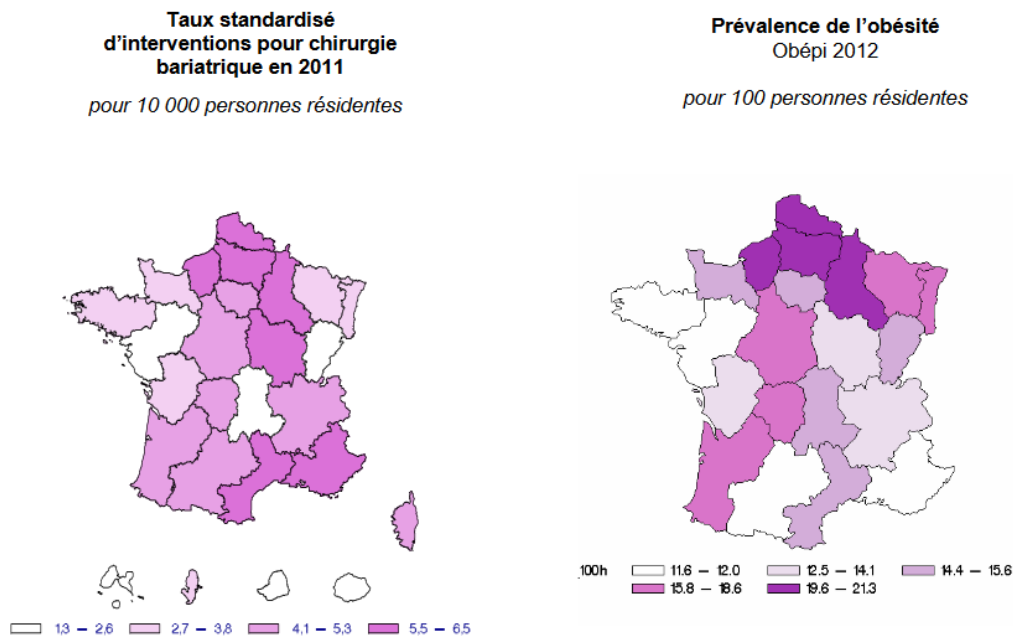 Taux standardisé
d'interventions pour chirurgie
bariatrique en 2011
pour 10 000 personnes résidentes
1,3 – 2,6
2,7 – 3,8
4,1 – 5,3
5,5 – 6,5
Prévalence de l'obésité
Obépi 2012
pour 100 personnes résidentes
.100h
11.6 – 12.0
12.5 – 14.1
14.4 – 15.6
15.8 – 18.6
19.6 – 21.3